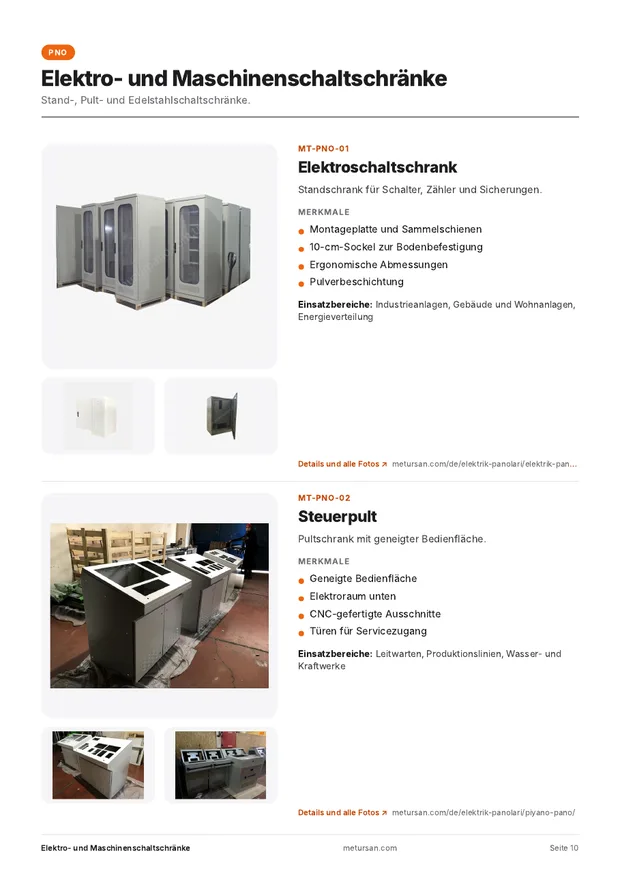 PNO
Elektro- und Maschinenschaltschränke
Stand-, Pult- und Edelstahlschaltschränke.
MT-PNO-01
Elektroschaltschrank
Standschrank für Schalter, Zähler und Sicherungen.
MERKMALE
Montageplatte und Sammelschienen
10-cm-Sockel zur Bodenbefestigung
Ergonomische Abmessungen
Pulverbeschichtung
Einsatzbereiche: Industrieanlagen, Gebäude und Wohnanlagen,
Energieverteilung
Details und alle Fotos ↗ metursan.com/de/elektrik-panolari/elektrik-pan...
MT-PNO-02
Steuerpult
Pultschrank mit geneigter Bedienfläche.
MERKMALE
Geneigte Bedienfläche
Elektroraum unten
CNC-gefertigte Ausschnitte
Türen für Servicezugang
Einsatzbereiche: Leitwarten, Produktionslinien, Wasser- und
Kraftwerke
Details und alle Fotos ↗ metursan.com/de/elektrik-panolari/piyano-pano/
Elektro- und Maschinenschaltschränke
metursan.com
Seite 10